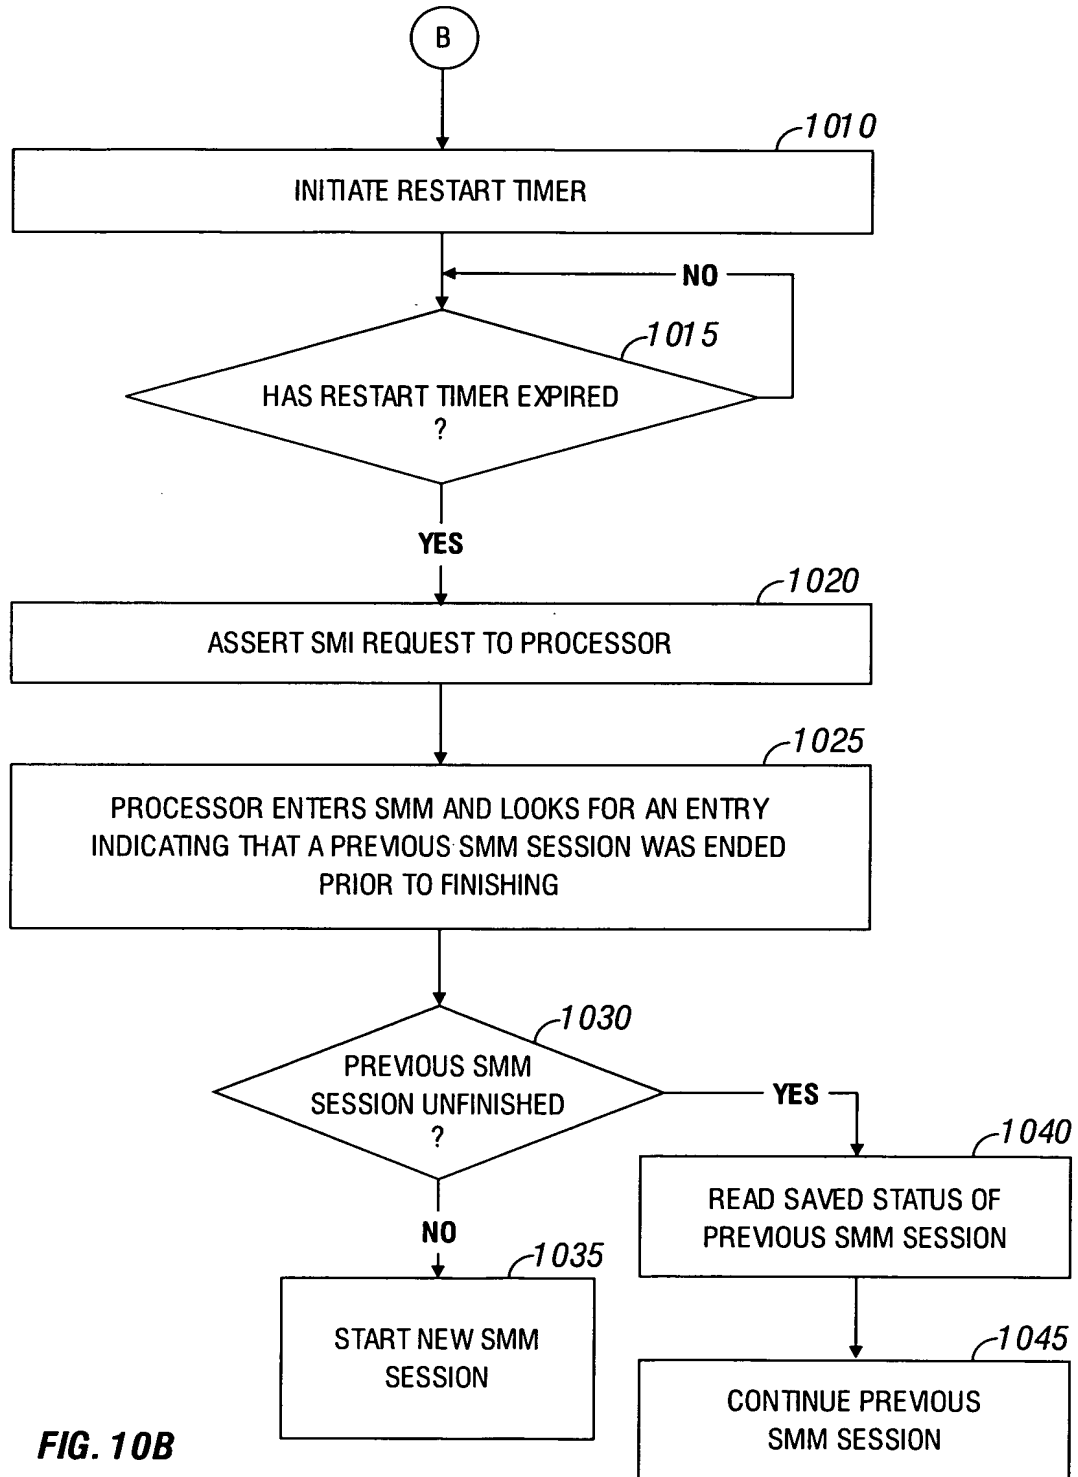 B
1010
INITIATE RESTART TIMER
NO
1015
HAS RESTART TIMER EXPIRED
?
YES
1020
ASSERT SMI REQUEST TO PROCESSOR
1025
PROCESSOR ENTERS SMM AND LOOKS FOR AN ENTRY
INDICATING THAT A PREVIOUS SMM SESSION WAS ENDED
PRIOR TO FINISHING
1030
PREVIOUS SMM
SESSION UNFINISHED
?
YES
NO
1040
READ SAVED STATUS OF
PREVIOUS SMM SESSION
1035
START NEW SMM
SESSION
1045
CONTINUE PREVIOUS
SMM SESSION
FIG. 10B